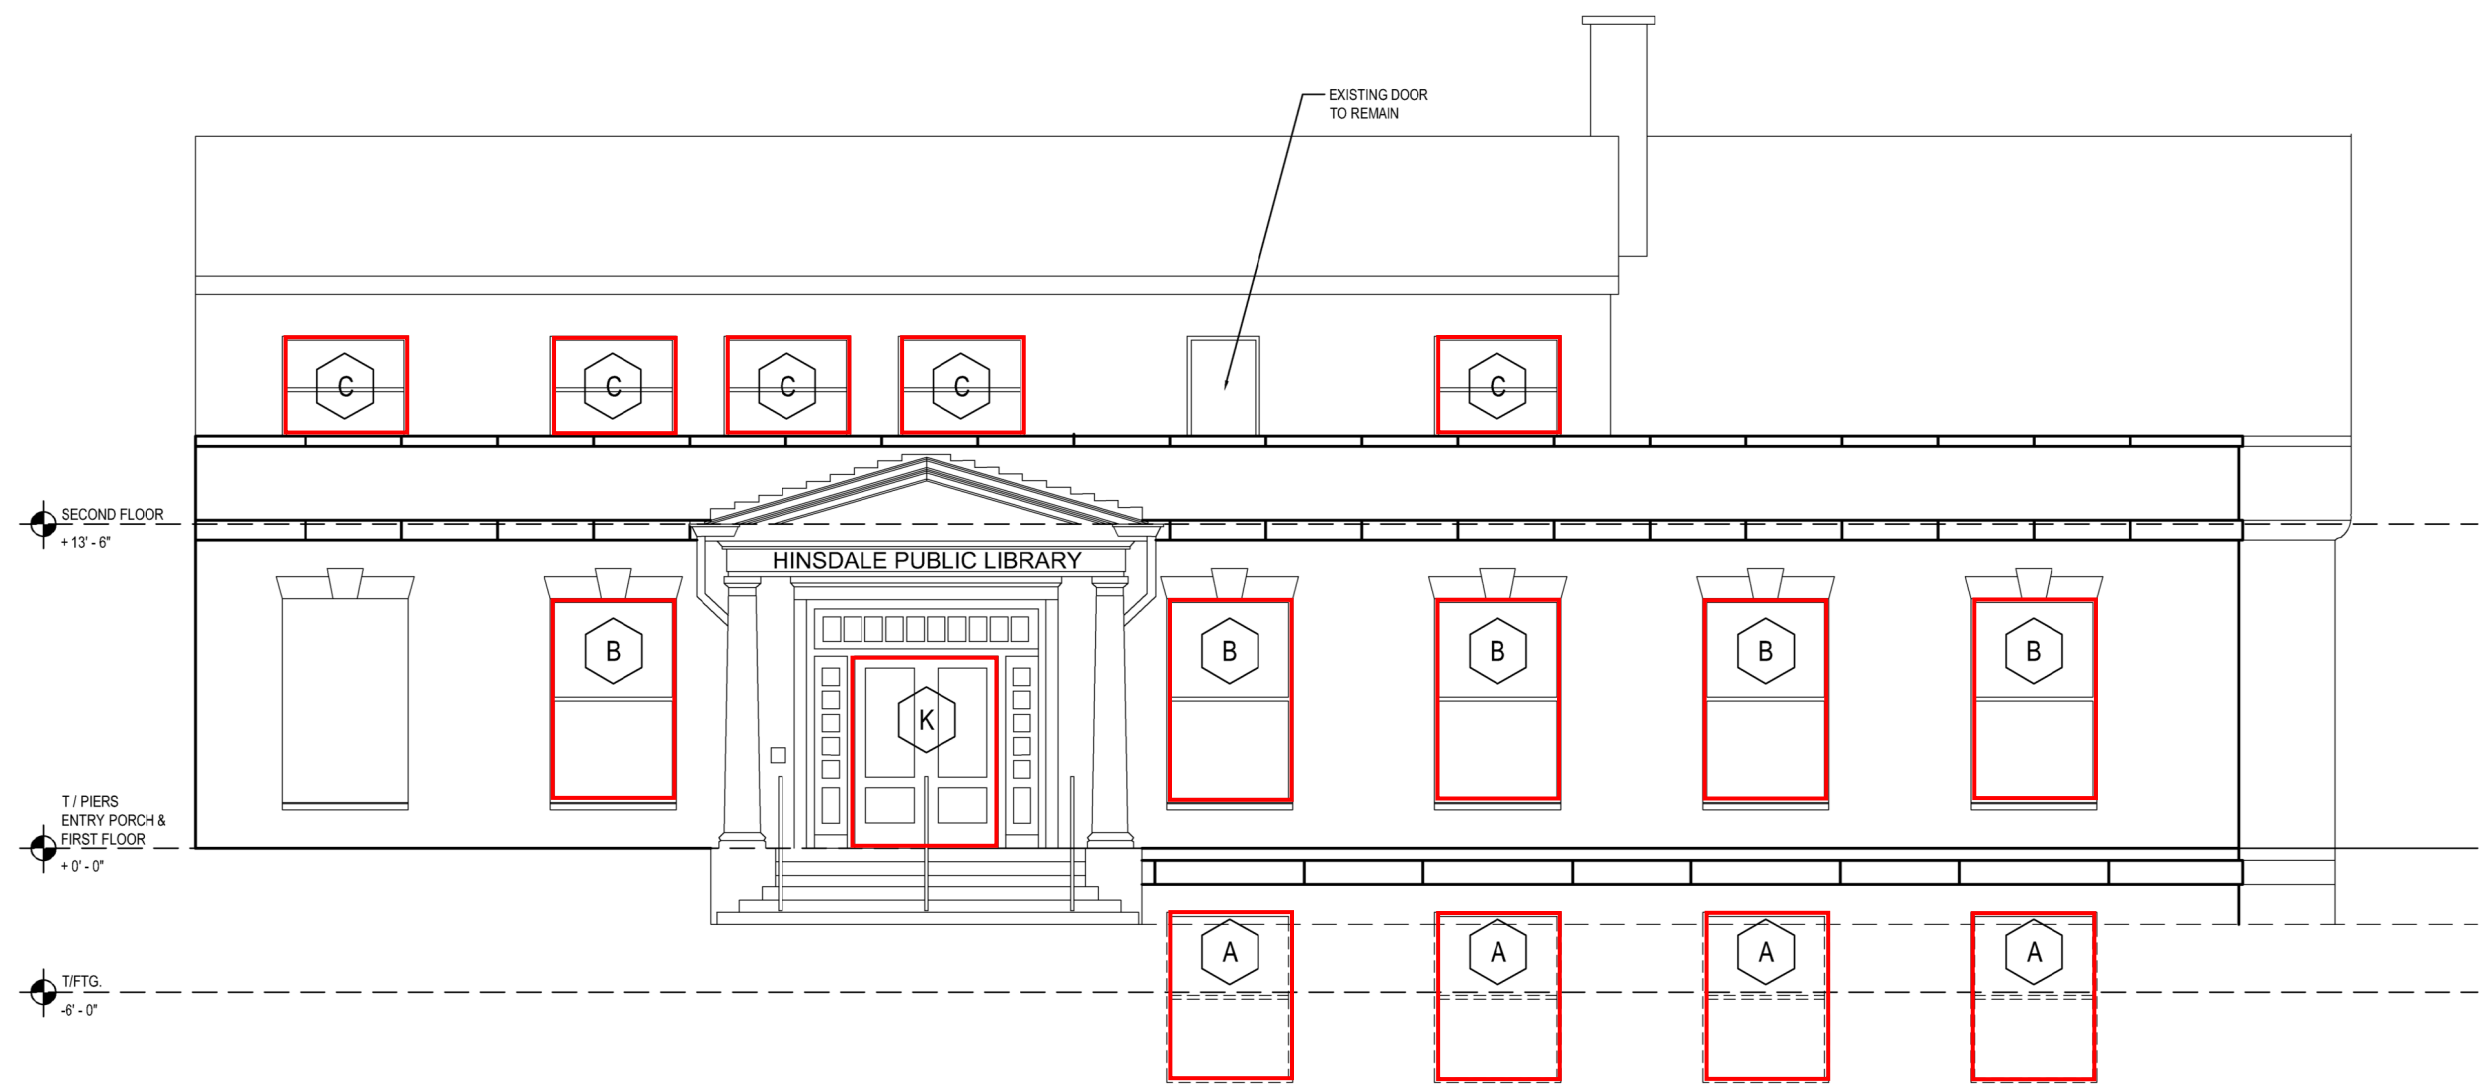 EXISTING DOOR
TO REMAIN
C
C
C
C
C
SECOND FLOOR
+ 13' - 6"
HINSDALE PUBLIC LIBRARY
B
B
B
B
B
K
T / PIERS
ENTRY PORCH &
FIRST FLOOR
+ 0' - 0"
A
A
A
A
T/FTG.
-6' - 0"